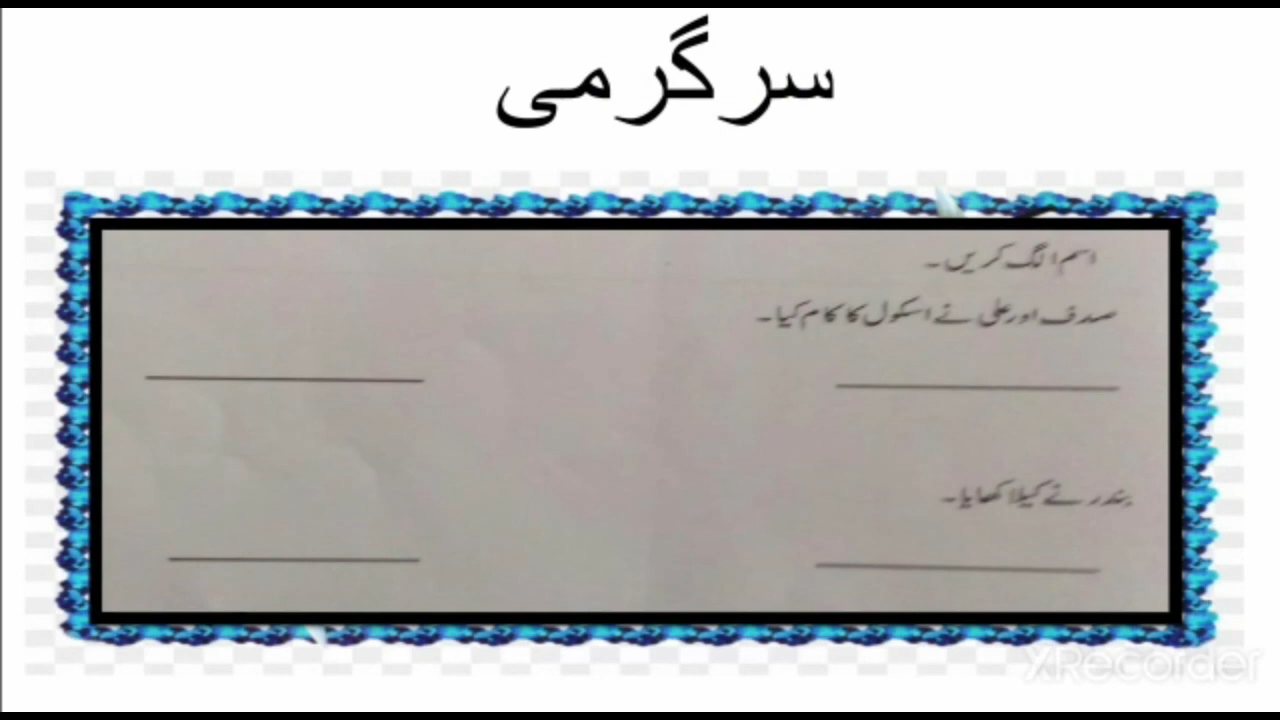 سرگرمی
اسم الگ کریں۔
صدف اور علی نے اسکول کا کام کیا۔
بندر نے کیلا کھایا۔
XRecorder